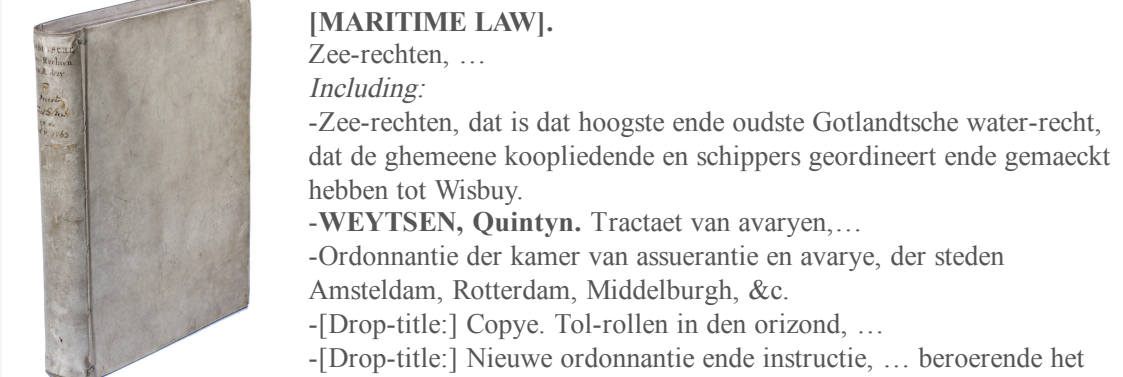 [MARITIME LAW].
Zee-rechten, …
Including:
-Zee-rechten, dat is dat hoogste ende oudste Gotlandtsche water-recht,
dat de ghemeene koopliedende en schippers geordineert ende gemaeckt
hebben tot Wisbuy.
-WEYTSEN, Quintyn. Tractaet van avaryen,…
-Ordonnantie der kamer van assuerantie en avarye, der steden
Amsteldam, Rotterdam, Middelburgh, &c.
-[Drop-title:] Copye. Tol-rollen in den orizond, …
-[Drop-title:] Nieuwe ordonnantie ende instructie, … beroerende het